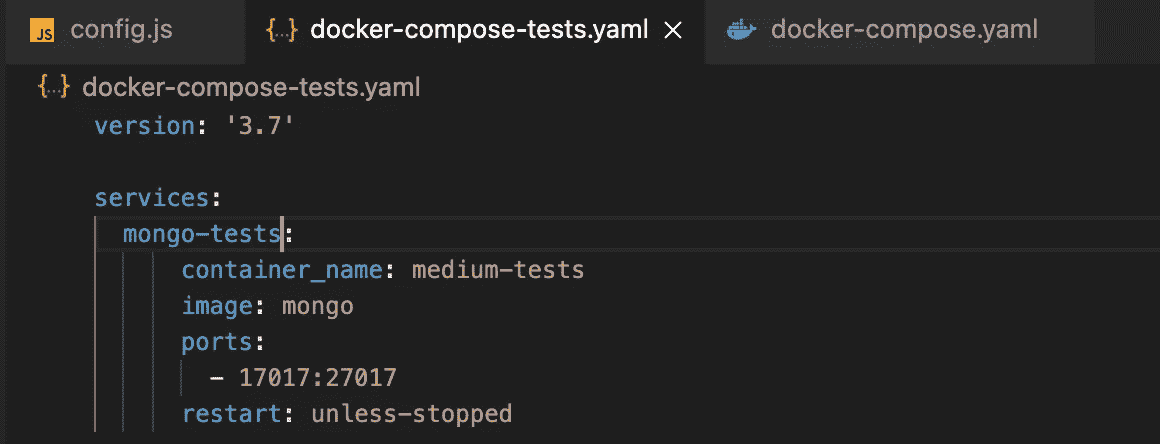 JS config.js {...} docker-compose-tests.yaml × docker-compose.yaml
{...} docker-compose-tests.yaml
version: '3.7'
services:
  mongo-tests:
      container_name: medium-tests
      image: mongo
      ports:
        - 17017:27017
      restart: unless-stopped